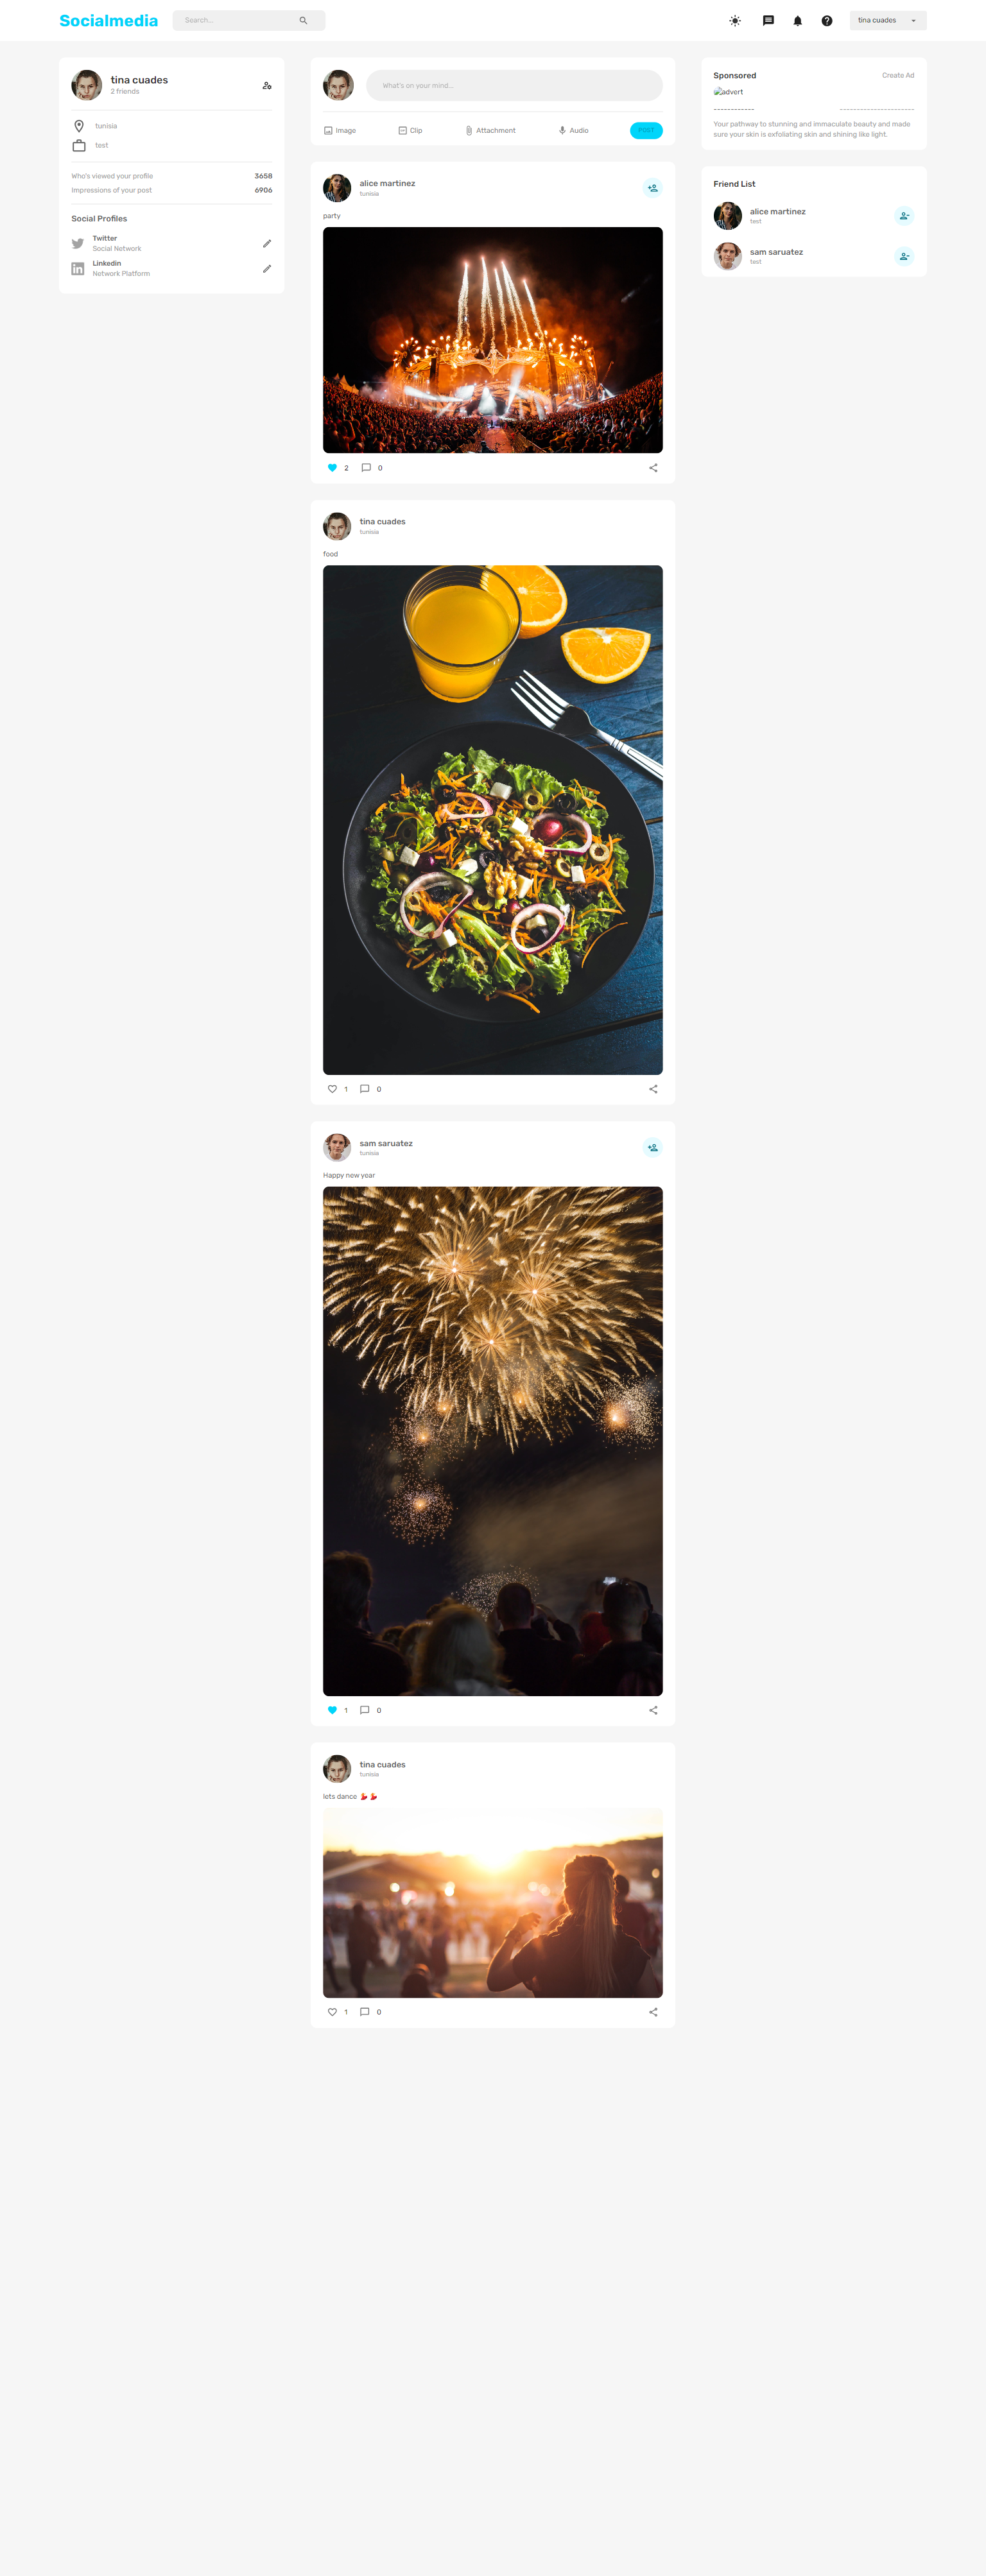 Socialmedia
Search...
tina cuades
tina cuades
2 friends
tunisia
test
Who's viewed your profile 3658
Impressions of your post 6906
Social Profiles
Twitter
Social Network
Linkedin
Network Platform
What's on your mind...
Image Clip Attachment Audio POST
alice martinez
tunisia
party
2 0
tina cuades
tunisia
food
1 0
sam saruatez
tunisia
Happy new year
1 0
tina cuades
tunisia
lets dance 💃 💃
1 0
Sponsored Create Ad
advert
------------ ----------------------
Your pathway to stunning and immaculate beauty and made
sure your skin is exfoliating skin and shining like light.
Friend List
alice martinez
test
sam saruatez
test